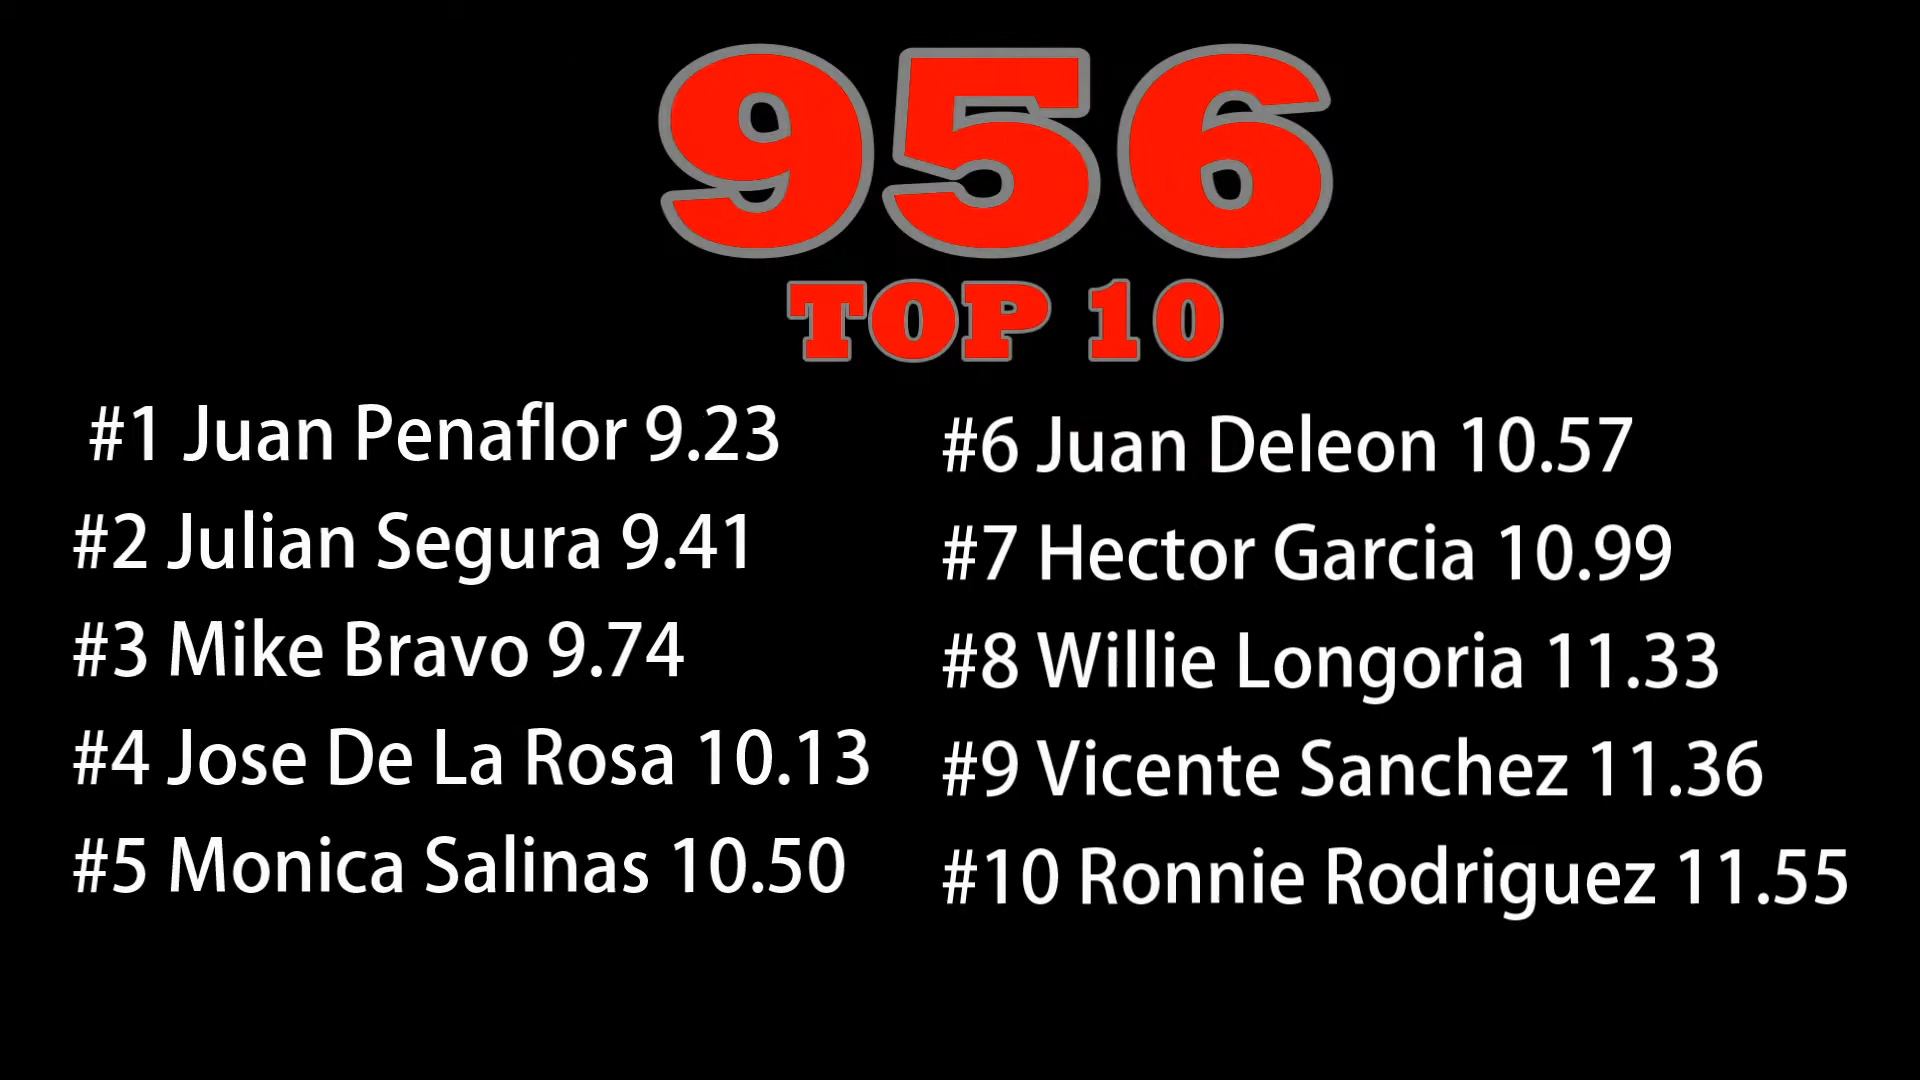 956
TOP 10
#1 Juan Penaflor 9.23
#2 Julian Segura 9.41
#3 Mike Bravo 9.74
#4 Jose De La Rosa 10.13
#5 Monica Salinas 10.50
#6 Juan Deleon 10.57
#7 Hector Garcia 10.99
#8 Willie Longoria 11.33
#9 Vicente Sanchez 11.36
#10 Ronnie Rodriguez 11.55